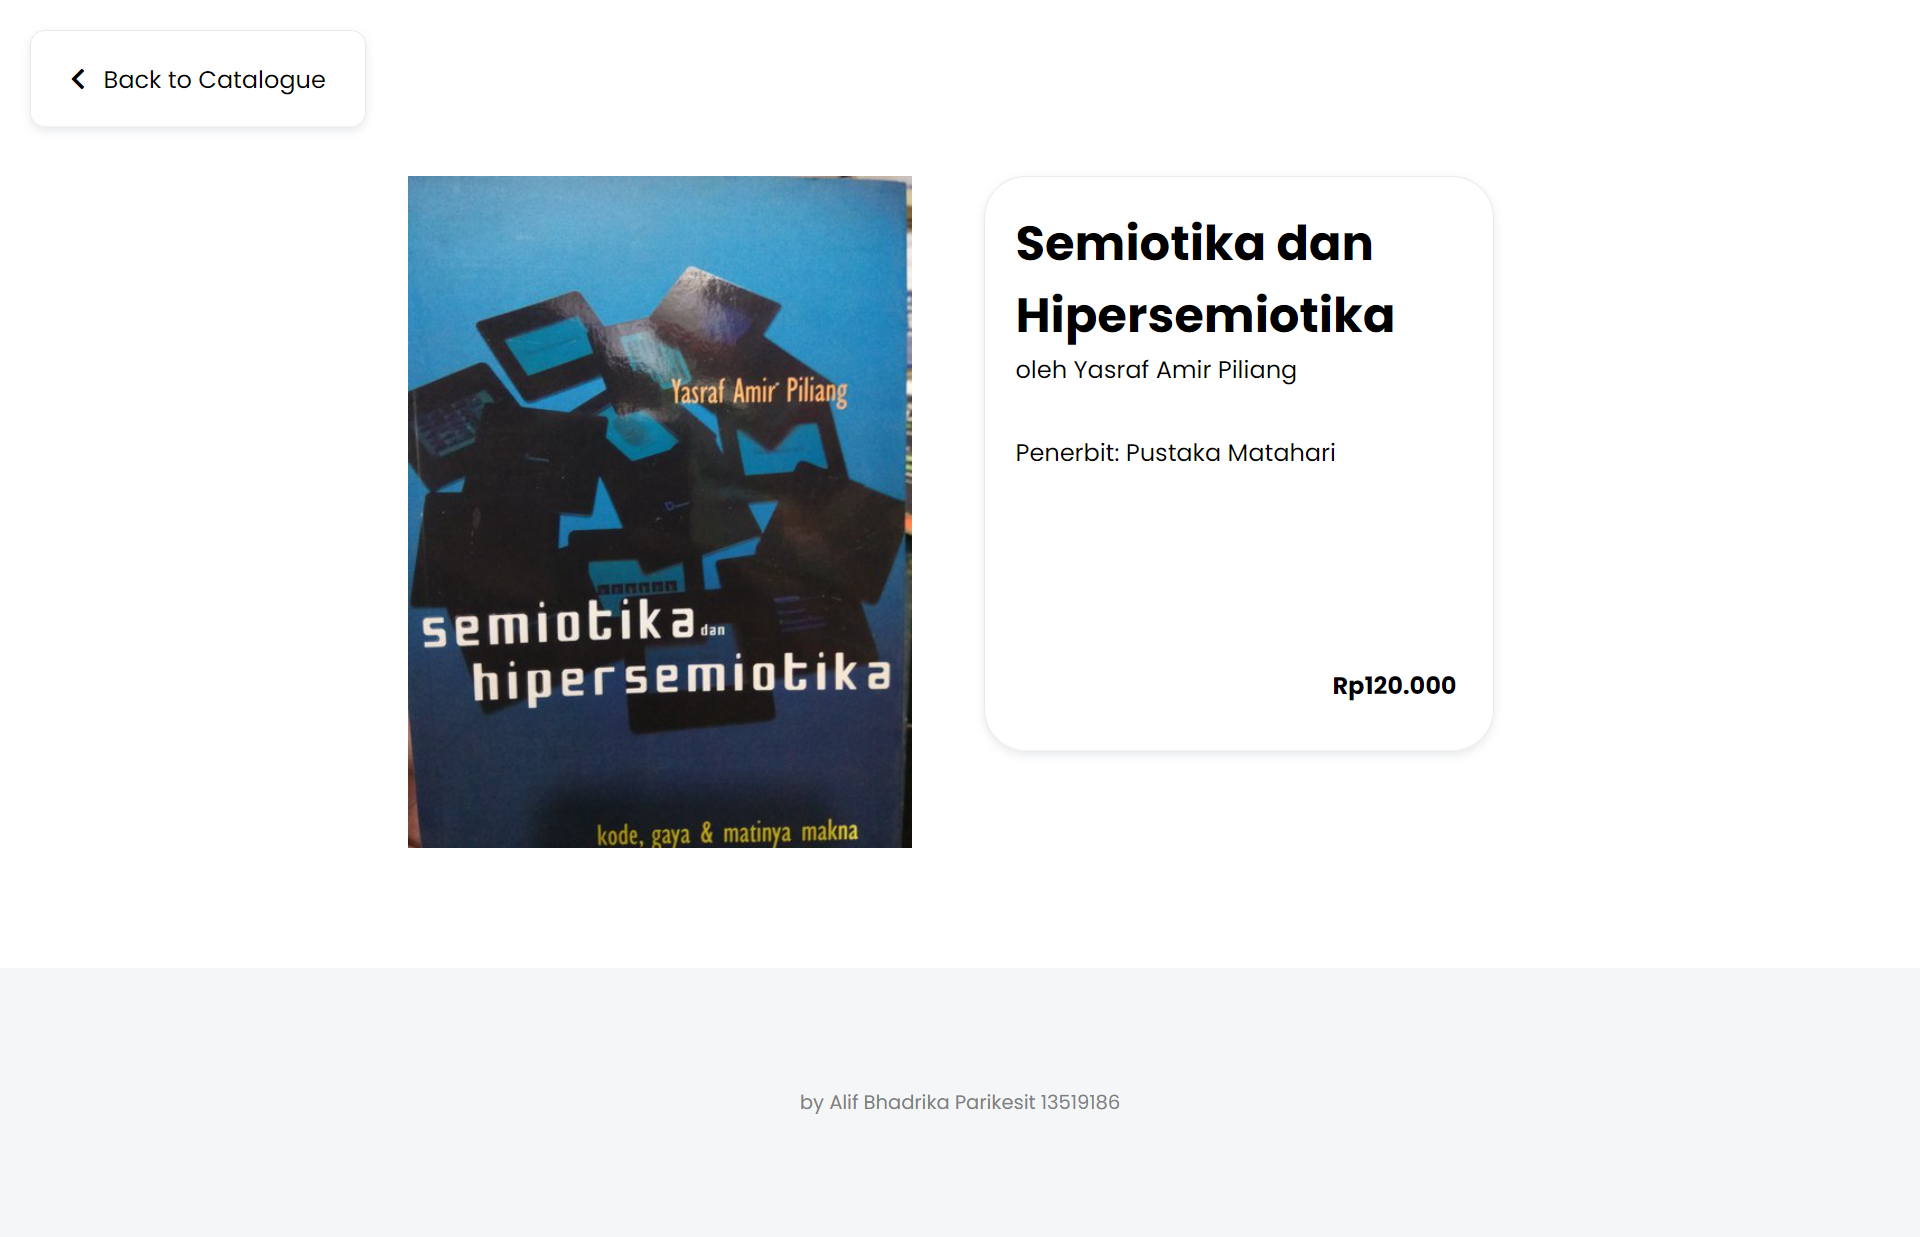 Back to Catalogue
Yasraf Amir Piliang
semiotika dan
hipersemiotika
kode, gaya & matinya makna
Semiotika dan
Hipersemiotika
oleh Yasraf Amir Piliang
Penerbit: Pustaka Matahari
Rp120.000
by Alif Bhadrika Parikesit 13519186